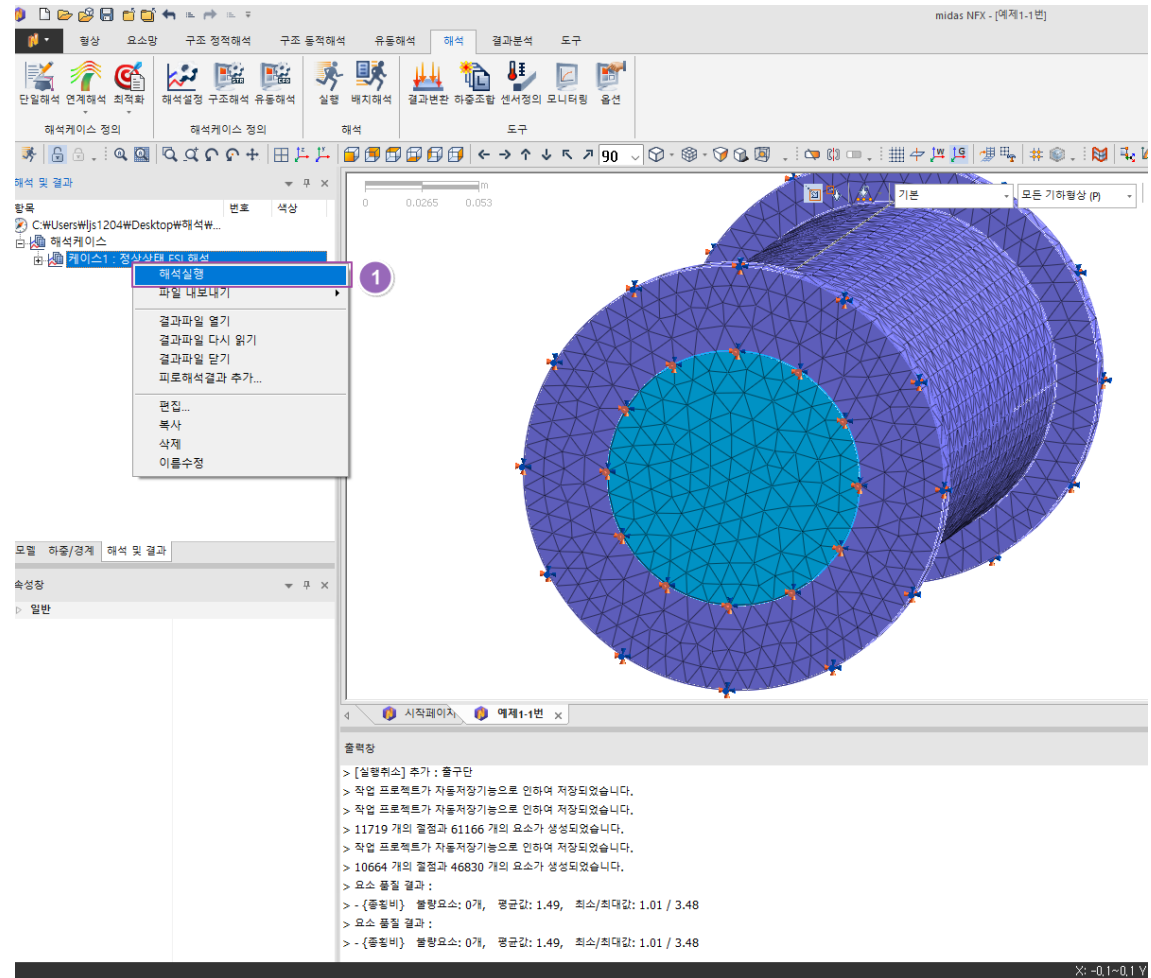 midas NFX - [예제1-1번]
형상 요소망 구조 정적해석 구조 동적해석 유동해석 해석 결과분석 도구
단일해석 연계해석 최적화 해석설정 구조해석 유동해석 실행 배치해석 결과변환 하중조합 센서정의 모니터링 옵션
해석케이스 정의 해석케이스 정의 해석 도구
90
해석 및 결과
0 0.0265 0.053 m
기본 모든 기하형상 (P)
항목 번호 색상
C:₩Users₩ljs1204₩Desktop₩해석₩...
해석케이스
케이스1 : 정상상태 FSI 해석
해석실행
1
파일 내보내기
결과파일 열기
결과파일 다시 읽기
결과파일 닫기
피로해석결과 추가...
편집...
복사
삭제
이름수정
모델 하중/경계 해석 및 결과
속성창
일반
시작페이지 예제1-1번
출력창
> [실행취소] 추가 : 출구단
> 작업 프로젝트가 자동저장기능으로 인하여 저장되었습니다.
> 작업 프로젝트가 자동저장기능으로 인하여 저장되었습니다.
> 11719 개의 절점과 61166 개의 요소가 생성되었습니다.
> 작업 프로젝트가 자동저장기능으로 인하여 저장되었습니다.
> 10664 개의 절점과 46830 개의 요소가 생성되었습니다.
> 요소 품질 결과 :
> - {종횡비} 불량요소: 0개, 평균값: 1.49, 최소/최대값: 1.01 / 3.48
> 요소 품질 결과 :
> - {종횡비} 불량요소: 0개, 평균값: 1.49, 최소/최대값: 1.01 / 3.48
X: -0.1~0.1 Y